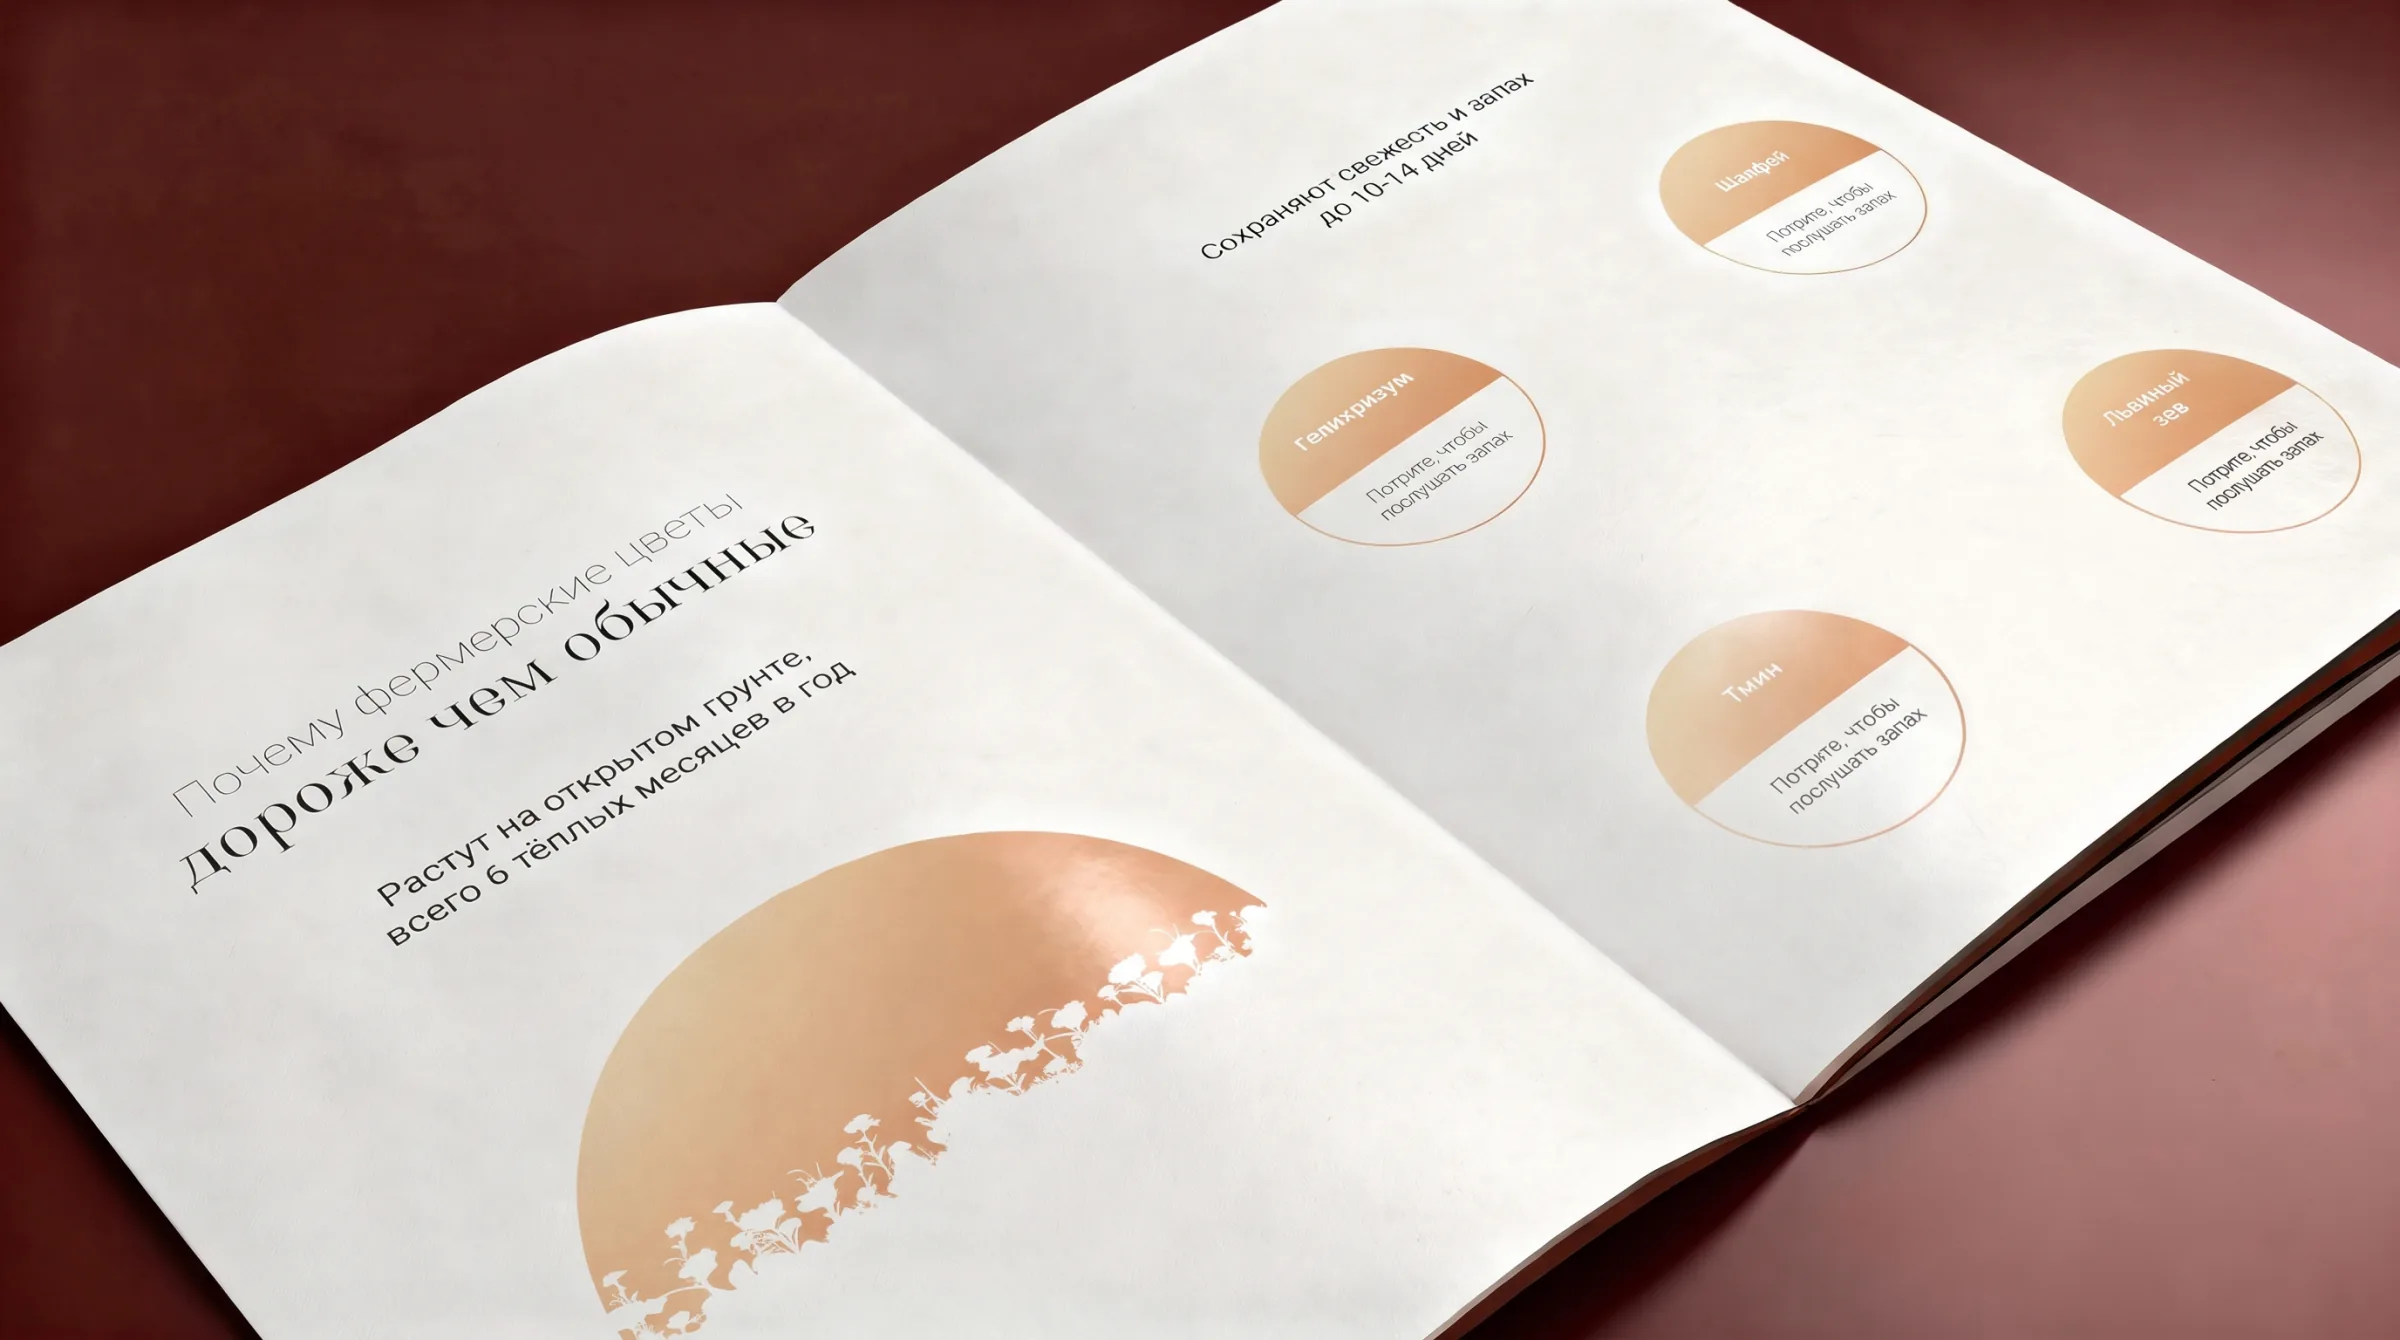 Почему фермерские цветы
дороже чем обычные
Растут на открытом грунте,
всего 6 тёплых месяцев в год
Сохраняют свежесть и запах
до 10-14 дней
Шалфей
Потрите, чтобы
послушать запах
Гелихризум
Потрите, чтобы
послушать запах
Львиный
зев
Потрите, чтобы
послушать запах
Тмин
Потрите, чтобы
послушать запах